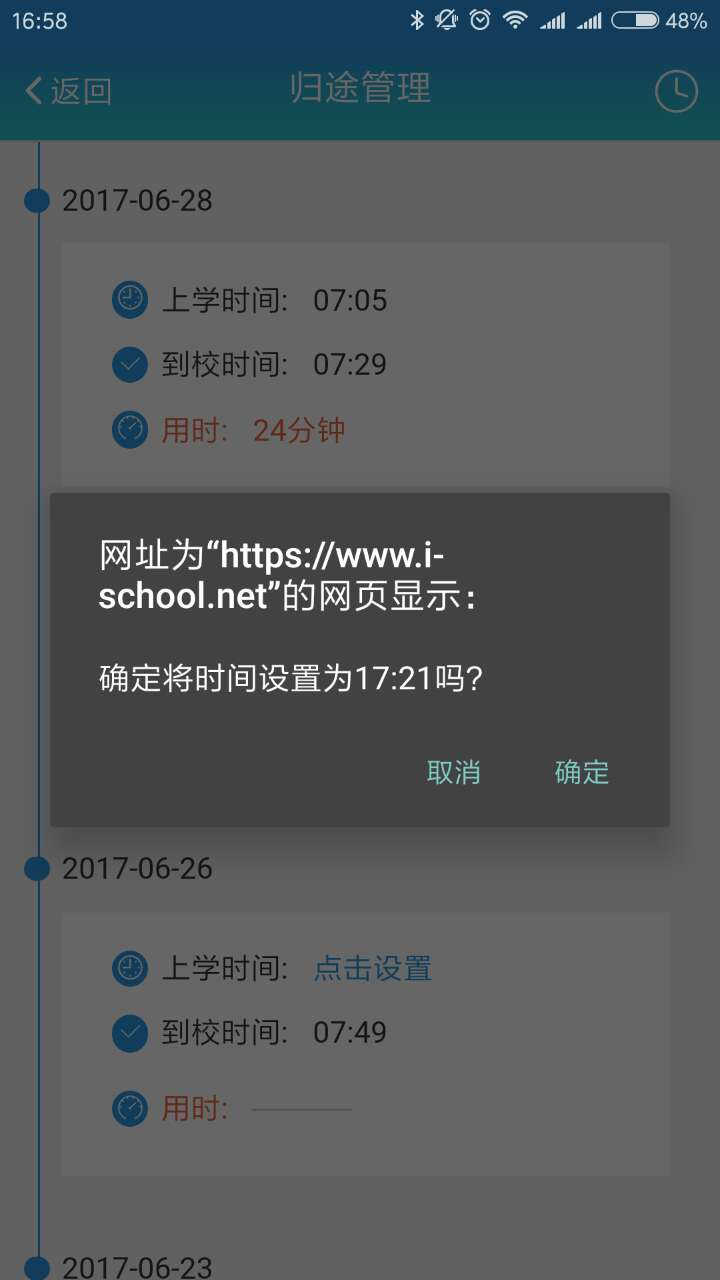 16:58
48%
返回
归途管理
2017-06-28
上学时间: 07:05
到校时间: 07:29
用时: 24分钟
网址为“https://www.i-
school.net”的网页显示：
确定将时间设置为17:21吗?
取消
确定
2017-06-26
上学时间: 点击设置
到校时间: 07:49
用时:
2017-06-23